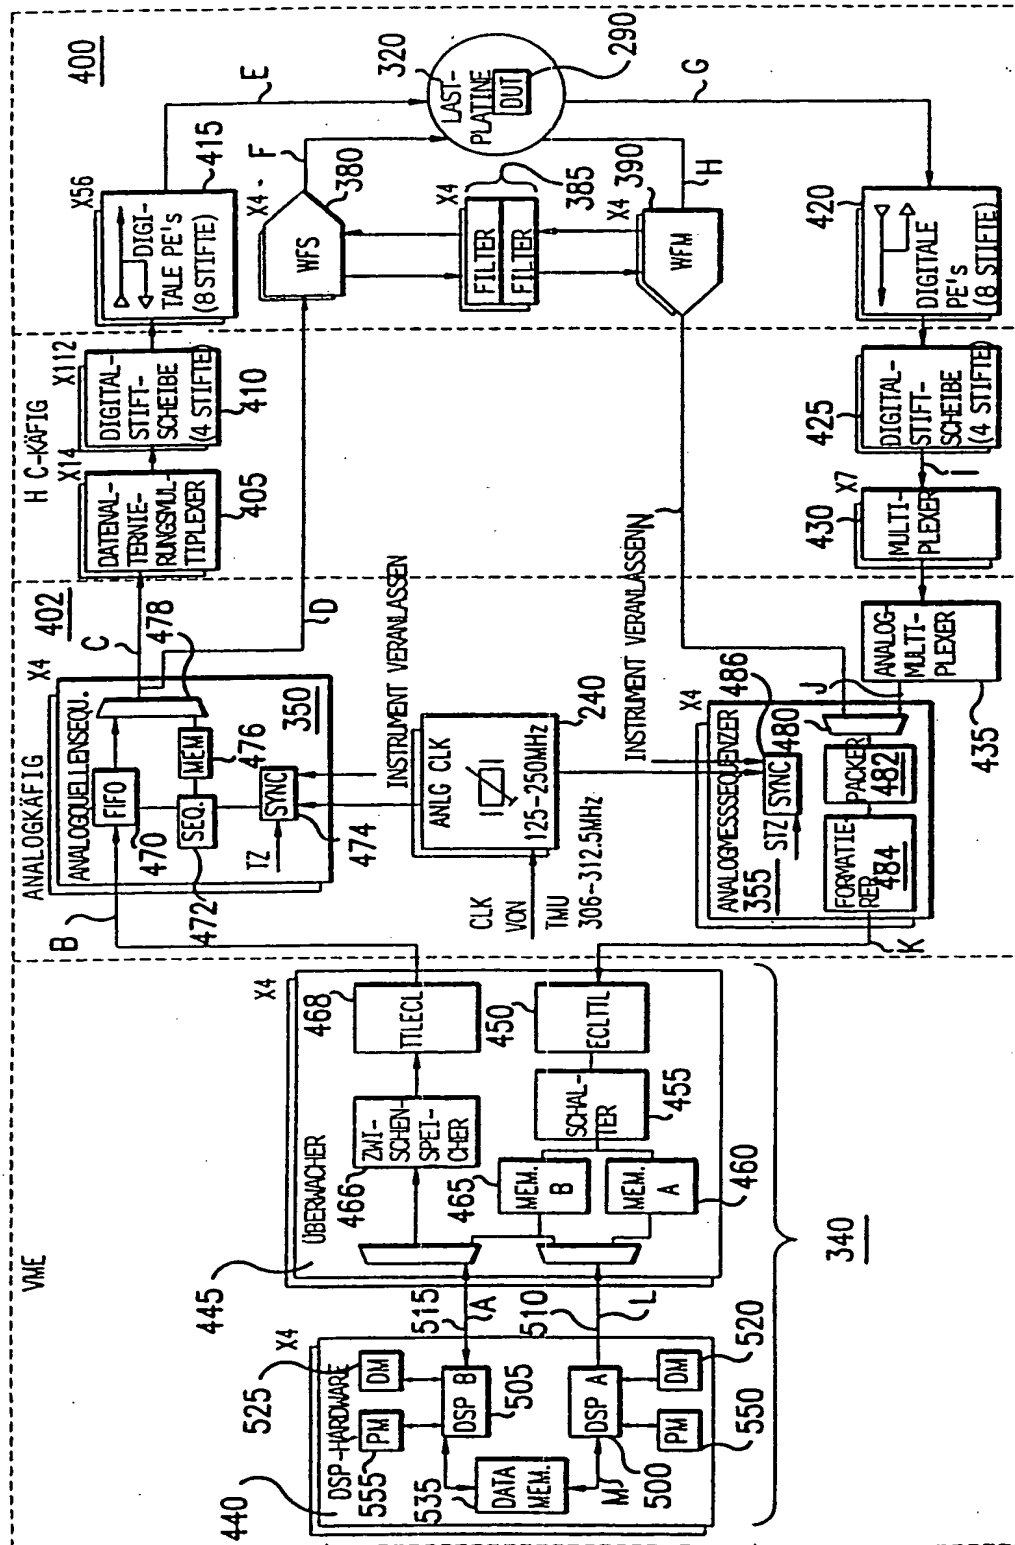 VME
ANALOGKÄFIG
H C-KÄFIG
400
402
440
DSP-HARDWARE
X4
525
DM
555
PM
535
DATA
MEM.
DSP B
505
DSP A
500
M
PM
550
DM
520
515
A
510
L
445
ÜBERWACHER
X4
466
ZWI-
SCHEN-
SPEI-
CHER
468
TTLECL
450
ECLTTL
SCHAL-
TER
455
465
MEM.
B
MEM.
A
460
340
B
X4
ANALOGQUELLENSEQU.
350
FIFO
470
SEQ.
472
MEM
476
478
SYNC
474
TZ
C
D
INSTRUMENT VERANLASSEN
ANLG CLK
125-250MHz
240
CLK
VON
TMU
306-312.5MHz
INSTRUMENT VERANLASSEN
X4
ANALOGMESSSEQUENZER
355
STZ
SYNC
486
480
PACKER
482
FORMATIE-
RER
484
K
J
ANALOG
MULTI-
PLEXER
435
N
X14
DATENAL-
TERNIE-
RUNGSMUL-
TIPLEXER
405
X112
DIGITAL-
STIFT-
SCHEIBE
(4 STIFTE)
410
X7
430
MULTI-
PLEXER
I
425
DIGITAL-
STIFT-
SCHEIBE
(4 STIFTE)
X56
DIGI-
TALE PE's
(8 STIFTE)
415
E
X4
F
WFS
380
X4
FILTER
FILTER
385
X4
390
WFM
H
320
LAST-
PLATINE
DUT
290
G
420
DIGITALE
PE's
(8 STIFTE)